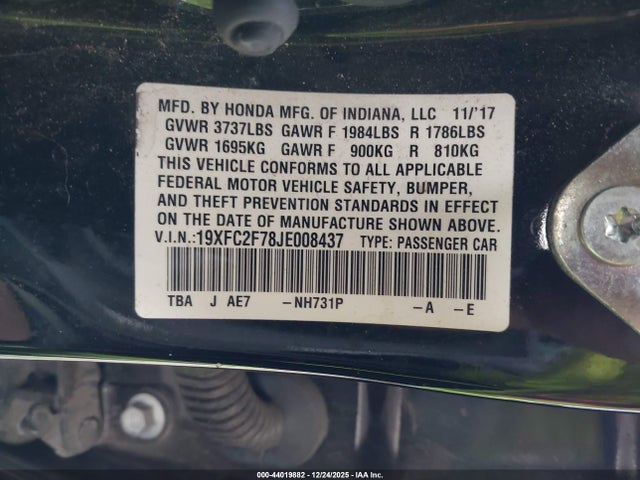 MFD. BY HONDA MFG. OF INDIANA, LLC 11/'17
GVWR 3737LBS GAWR F 1984LBS R 1786LBS
GVWR 1695KG GAWR F 900KG R 810KG
THIS VEHICLE CONFORMS TO ALL APPLICABLE
FEDERAL MOTOR VEHICLE SAFETY, BUMPER,
AND THEFT PREVENTION STANDARDS IN EFFECT
ON THE DATE OF MANUFACTURE SHOWN ABOVE.
V.I.N.:19XFC2F78JE008437 TYPE: PASSENGER CAR
TBA J AE7 -NH731P -A -E
000-44019882 - 12/24/2025 - IAA Inc.